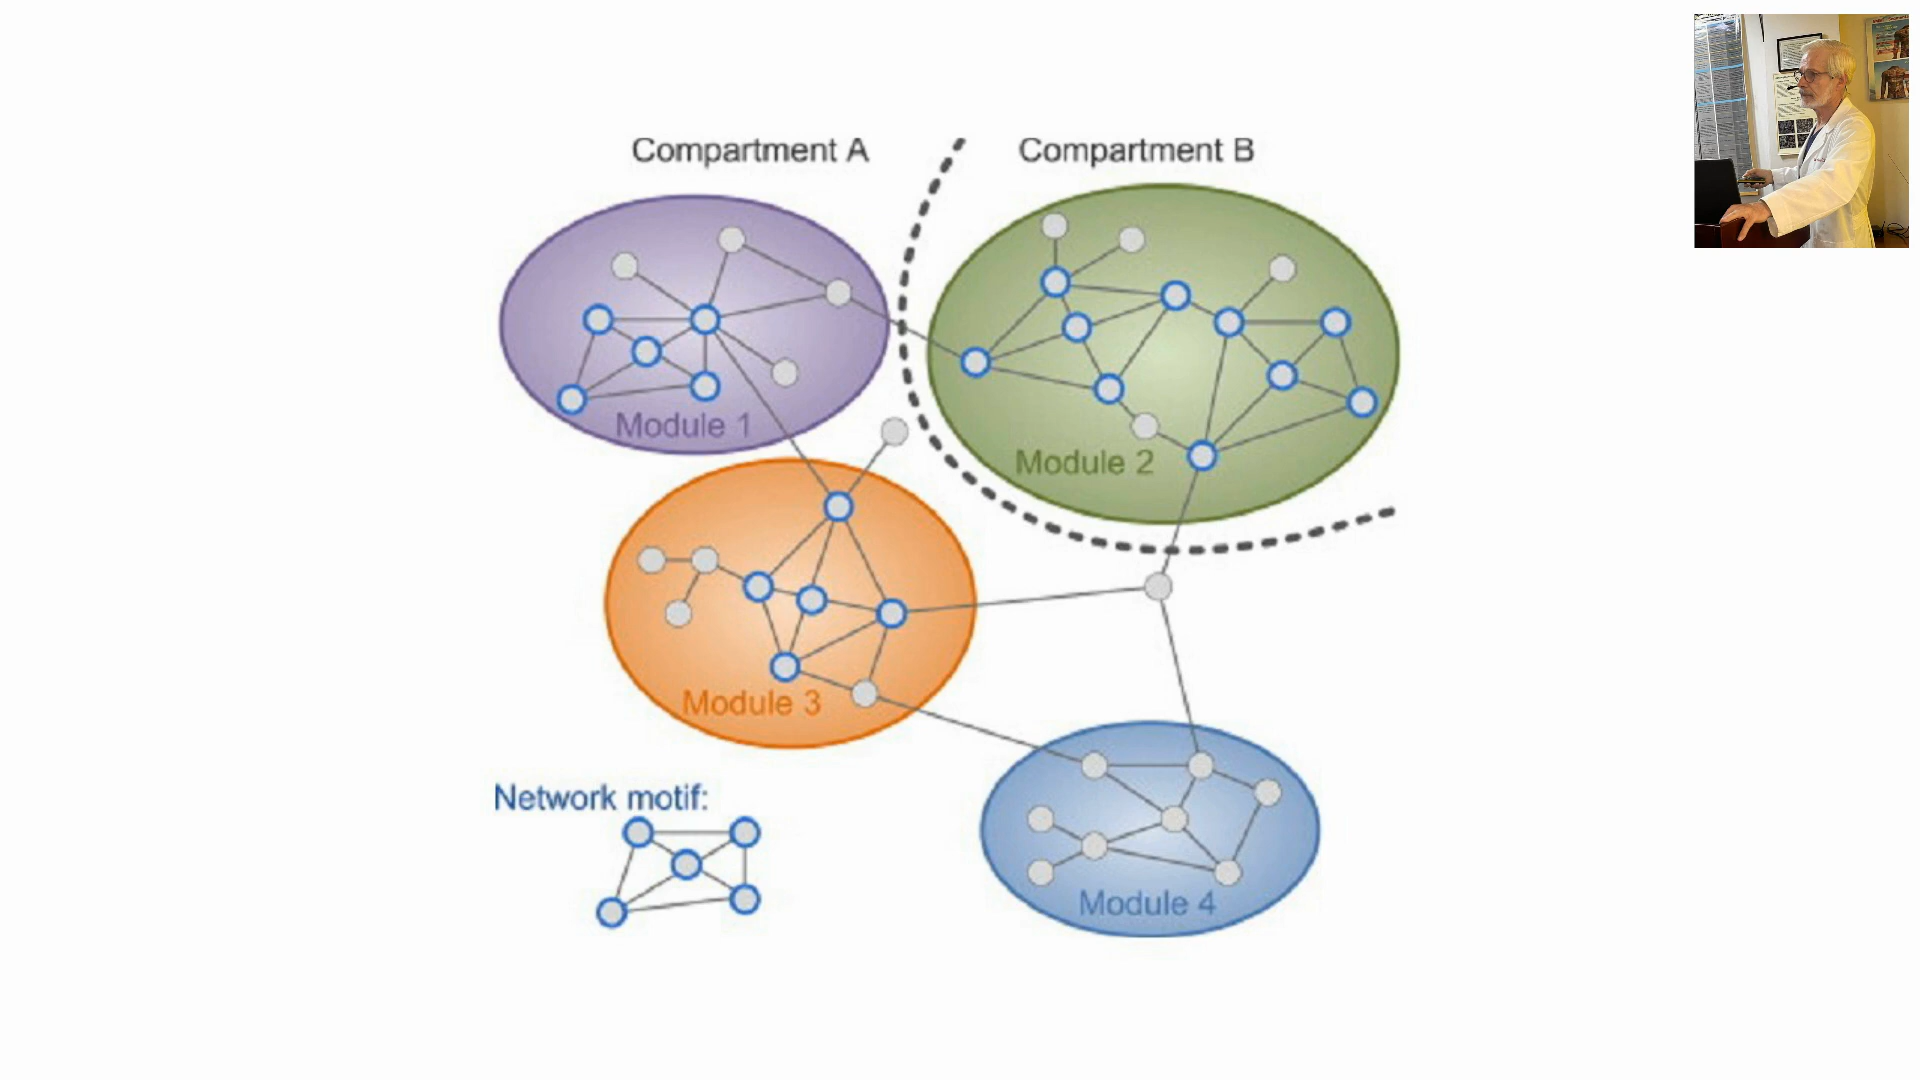 Compartment A
Compartment B
Module 1
Module 2
Module 3
Network motif:
Module 4